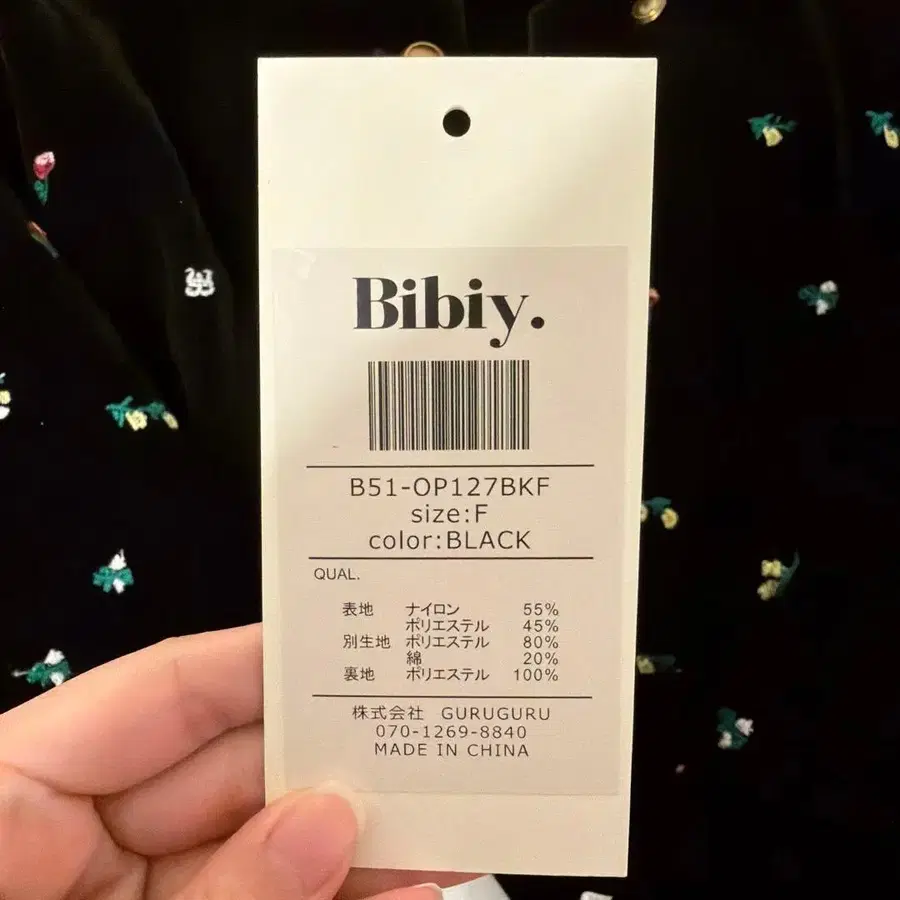 Bibiy.
B51-OP127BKF
size:F
color:BLACK
QUAL.
表地 ナイロン 55%
ポリエステル 45%
別生地 ポリエステル 80%
綿 20%
裏地 ポリエステル 100%
株式会社 GURUGURU
070-1269-8840
MADE IN CHINA